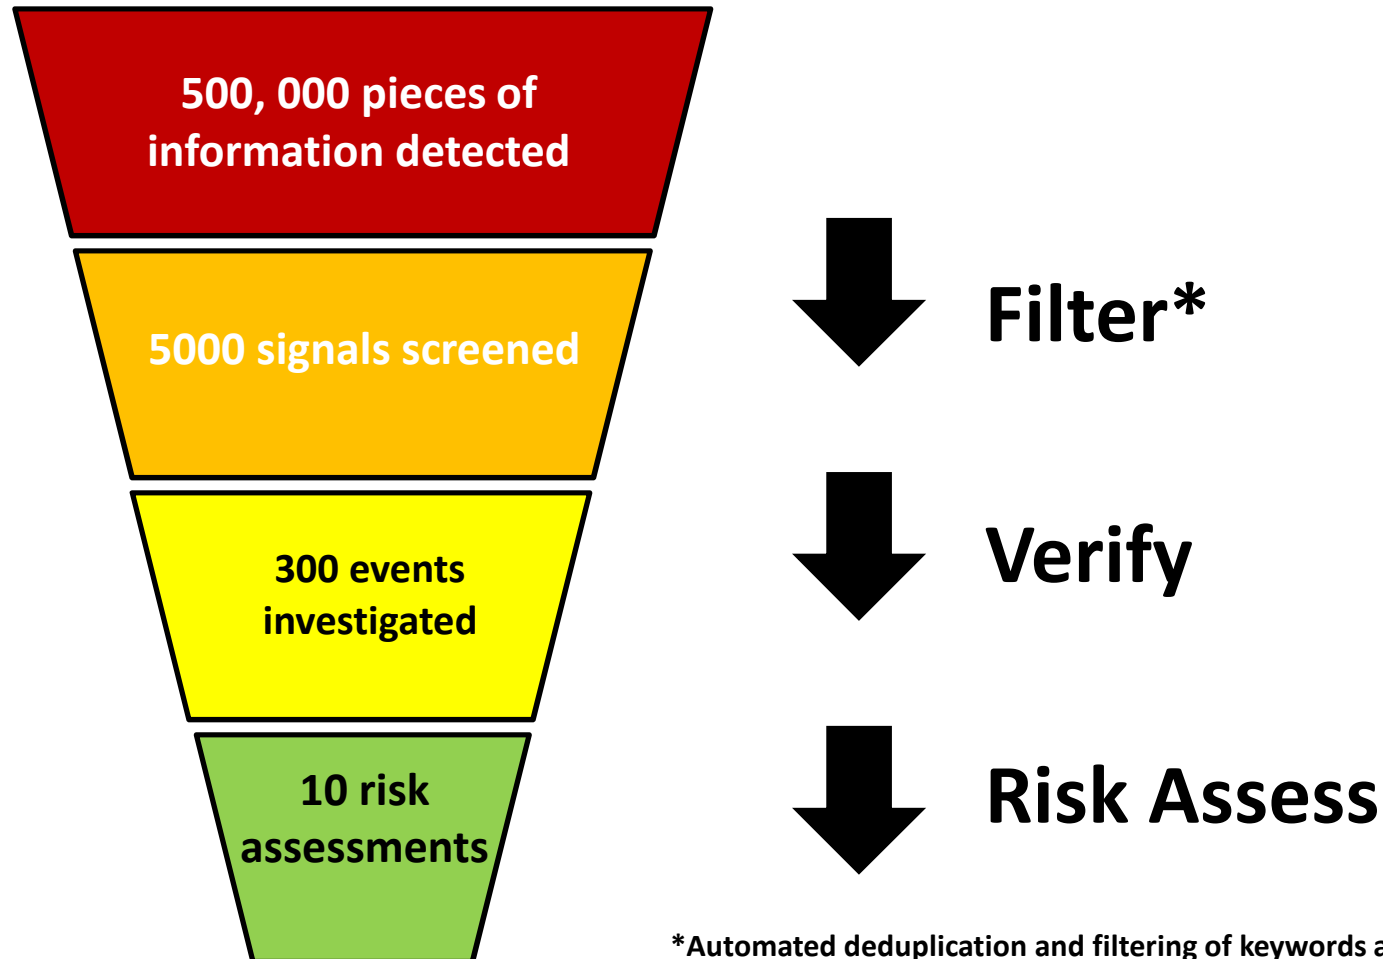 500, 000 pieces of
information detected
5000 signals screened
300 events
investigated
10 risk
assessments
Filter*
Verify
Risk Assess
*Automated deduplication and filtering of keywords a